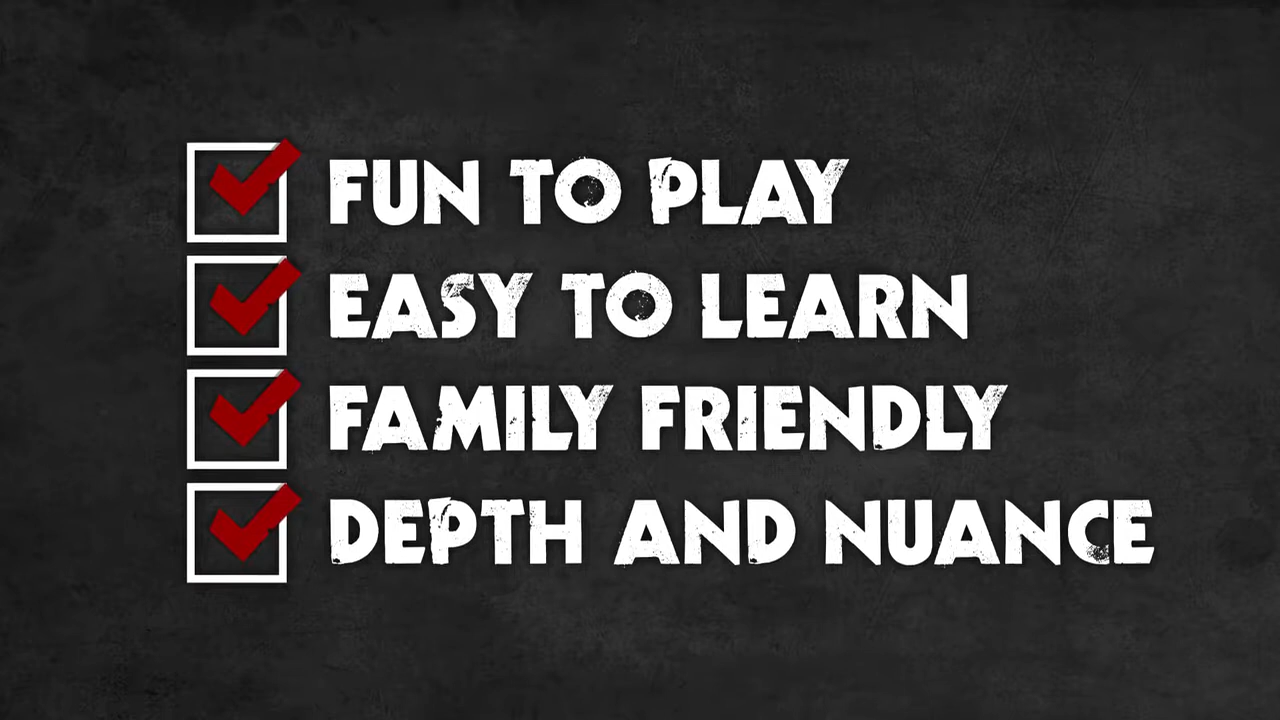 FUN TO PLAY
EASY TO LEARN
FAMILY FRIENDLY
DEPTH AND NUANCE